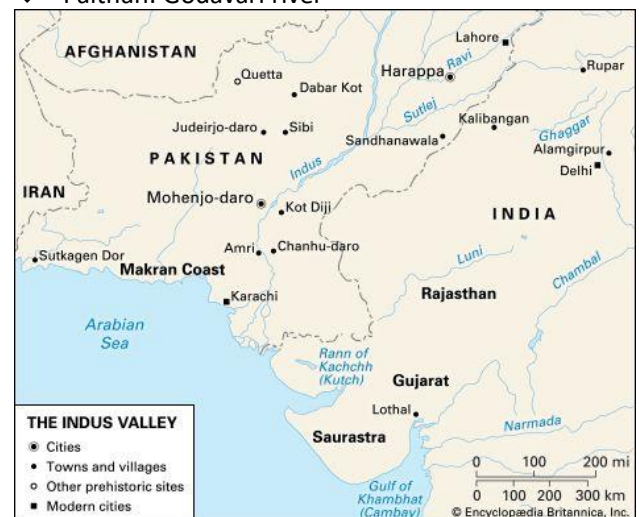 Paithan: Godavari river
AFGHANISTAN
Lahore
Ravi
Harappa
Quetta
Rupar
Dabar Kot
Sutlej
Kalibangan
Ghaggar
Judeirjo-daro
Sibi
Sandhanawala
Alamgirpur
PAKISTAN
Indus
Delhi
IRAN
Mohenjo-daro
Kot Diji
INDIA
Amri
Chanhu-daro
Luni
Chambal
Sutkagen Dor
Makran Coast
Rajasthan
Karachi
Arabian
Sea
Rann of
Kachchh
(Kutch)
Gujarat
Lothal
Narmada
Saurastra
THE INDUS VALLEY
Cities
Towns and villages
Other prehistoric sites
Modern cities
Gulf of
Khambhat
(Cambay)
0 100 200 mi
0 100 200 300 km
© Encyclopædia Britannica, Inc.